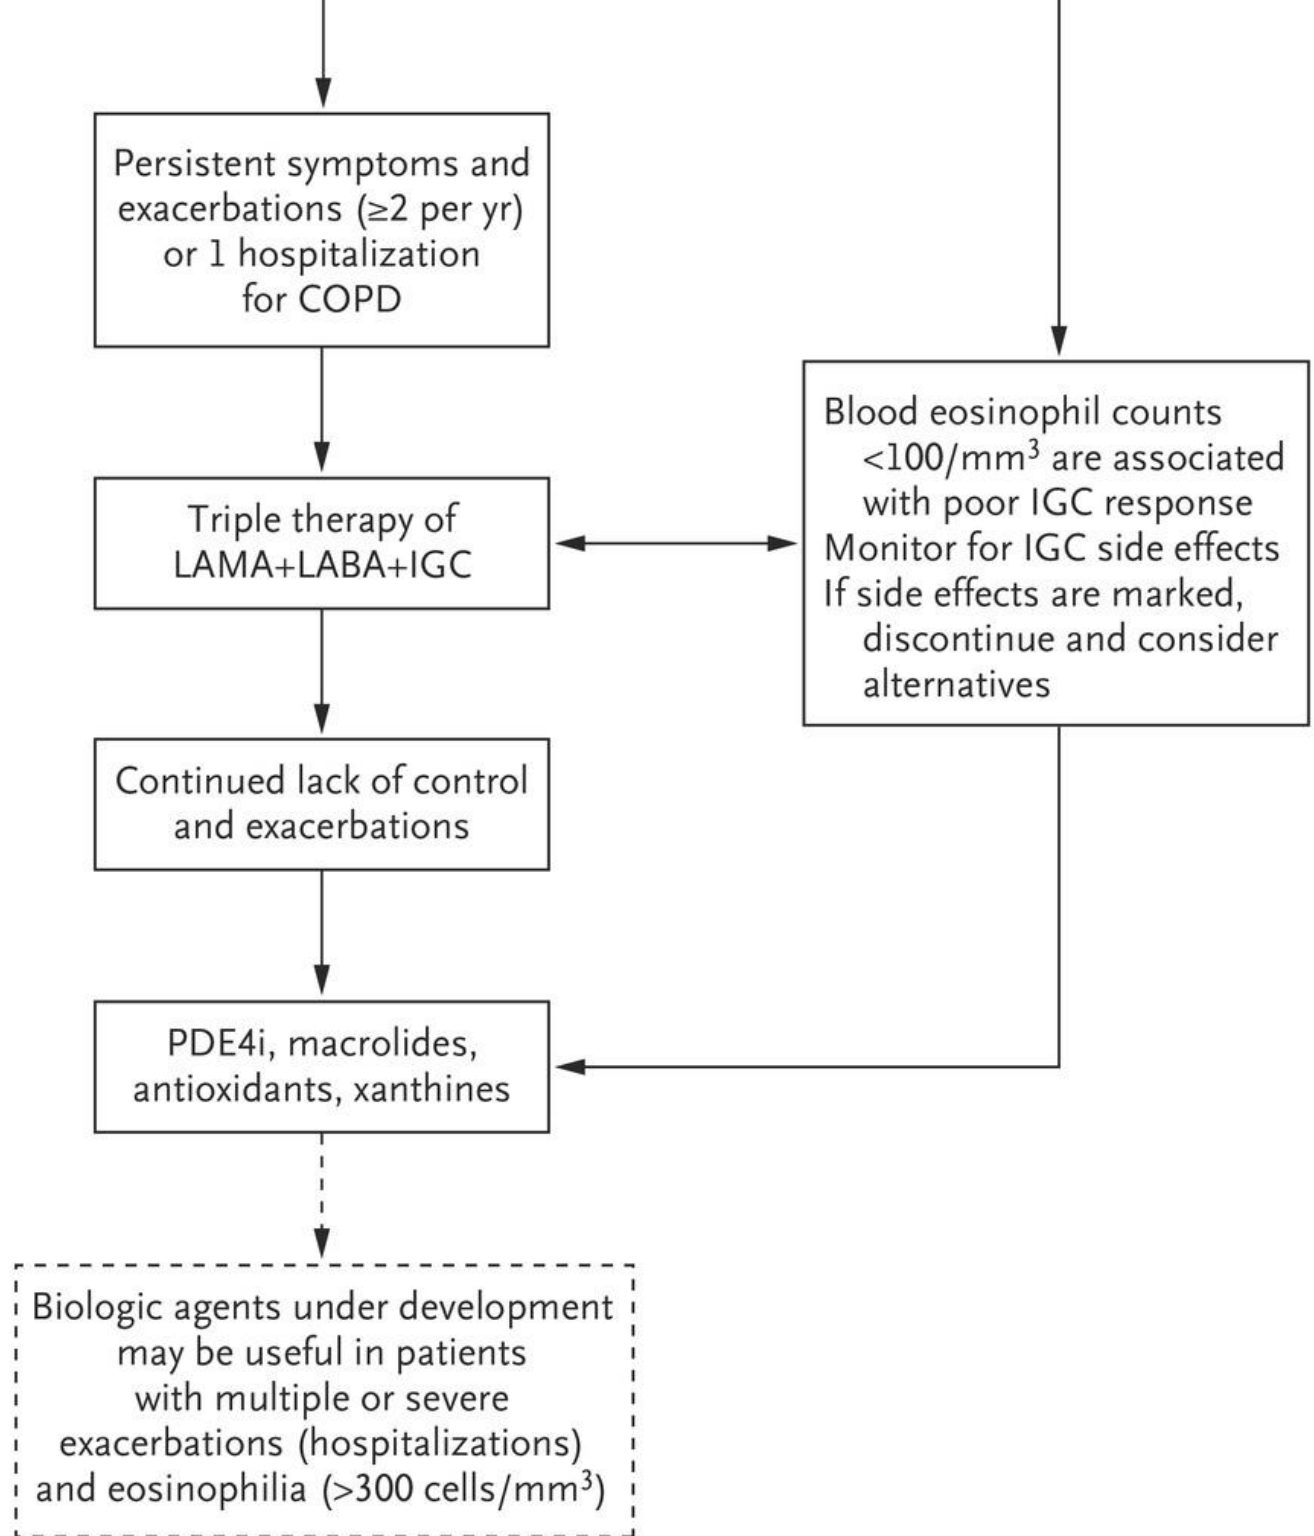 Persistent symptoms and
exacerbations (≥2 per yr)
or 1 hospitalization
for COPD
Triple therapy of
LAMA+LABA+IGC
Blood eosinophil counts
<100/mm³ are associated
with poor IGC response
Monitor for IGC side effects
If side effects are marked,
discontinue and consider
alternatives
Continued lack of control
and exacerbations
PDE4i, macrolides,
antioxidants, xanthines
Biologic agents under development
may be useful in patients
with multiple or severe
exacerbations (hospitalizations)
and eosinophilia (>300 cells/mm³)